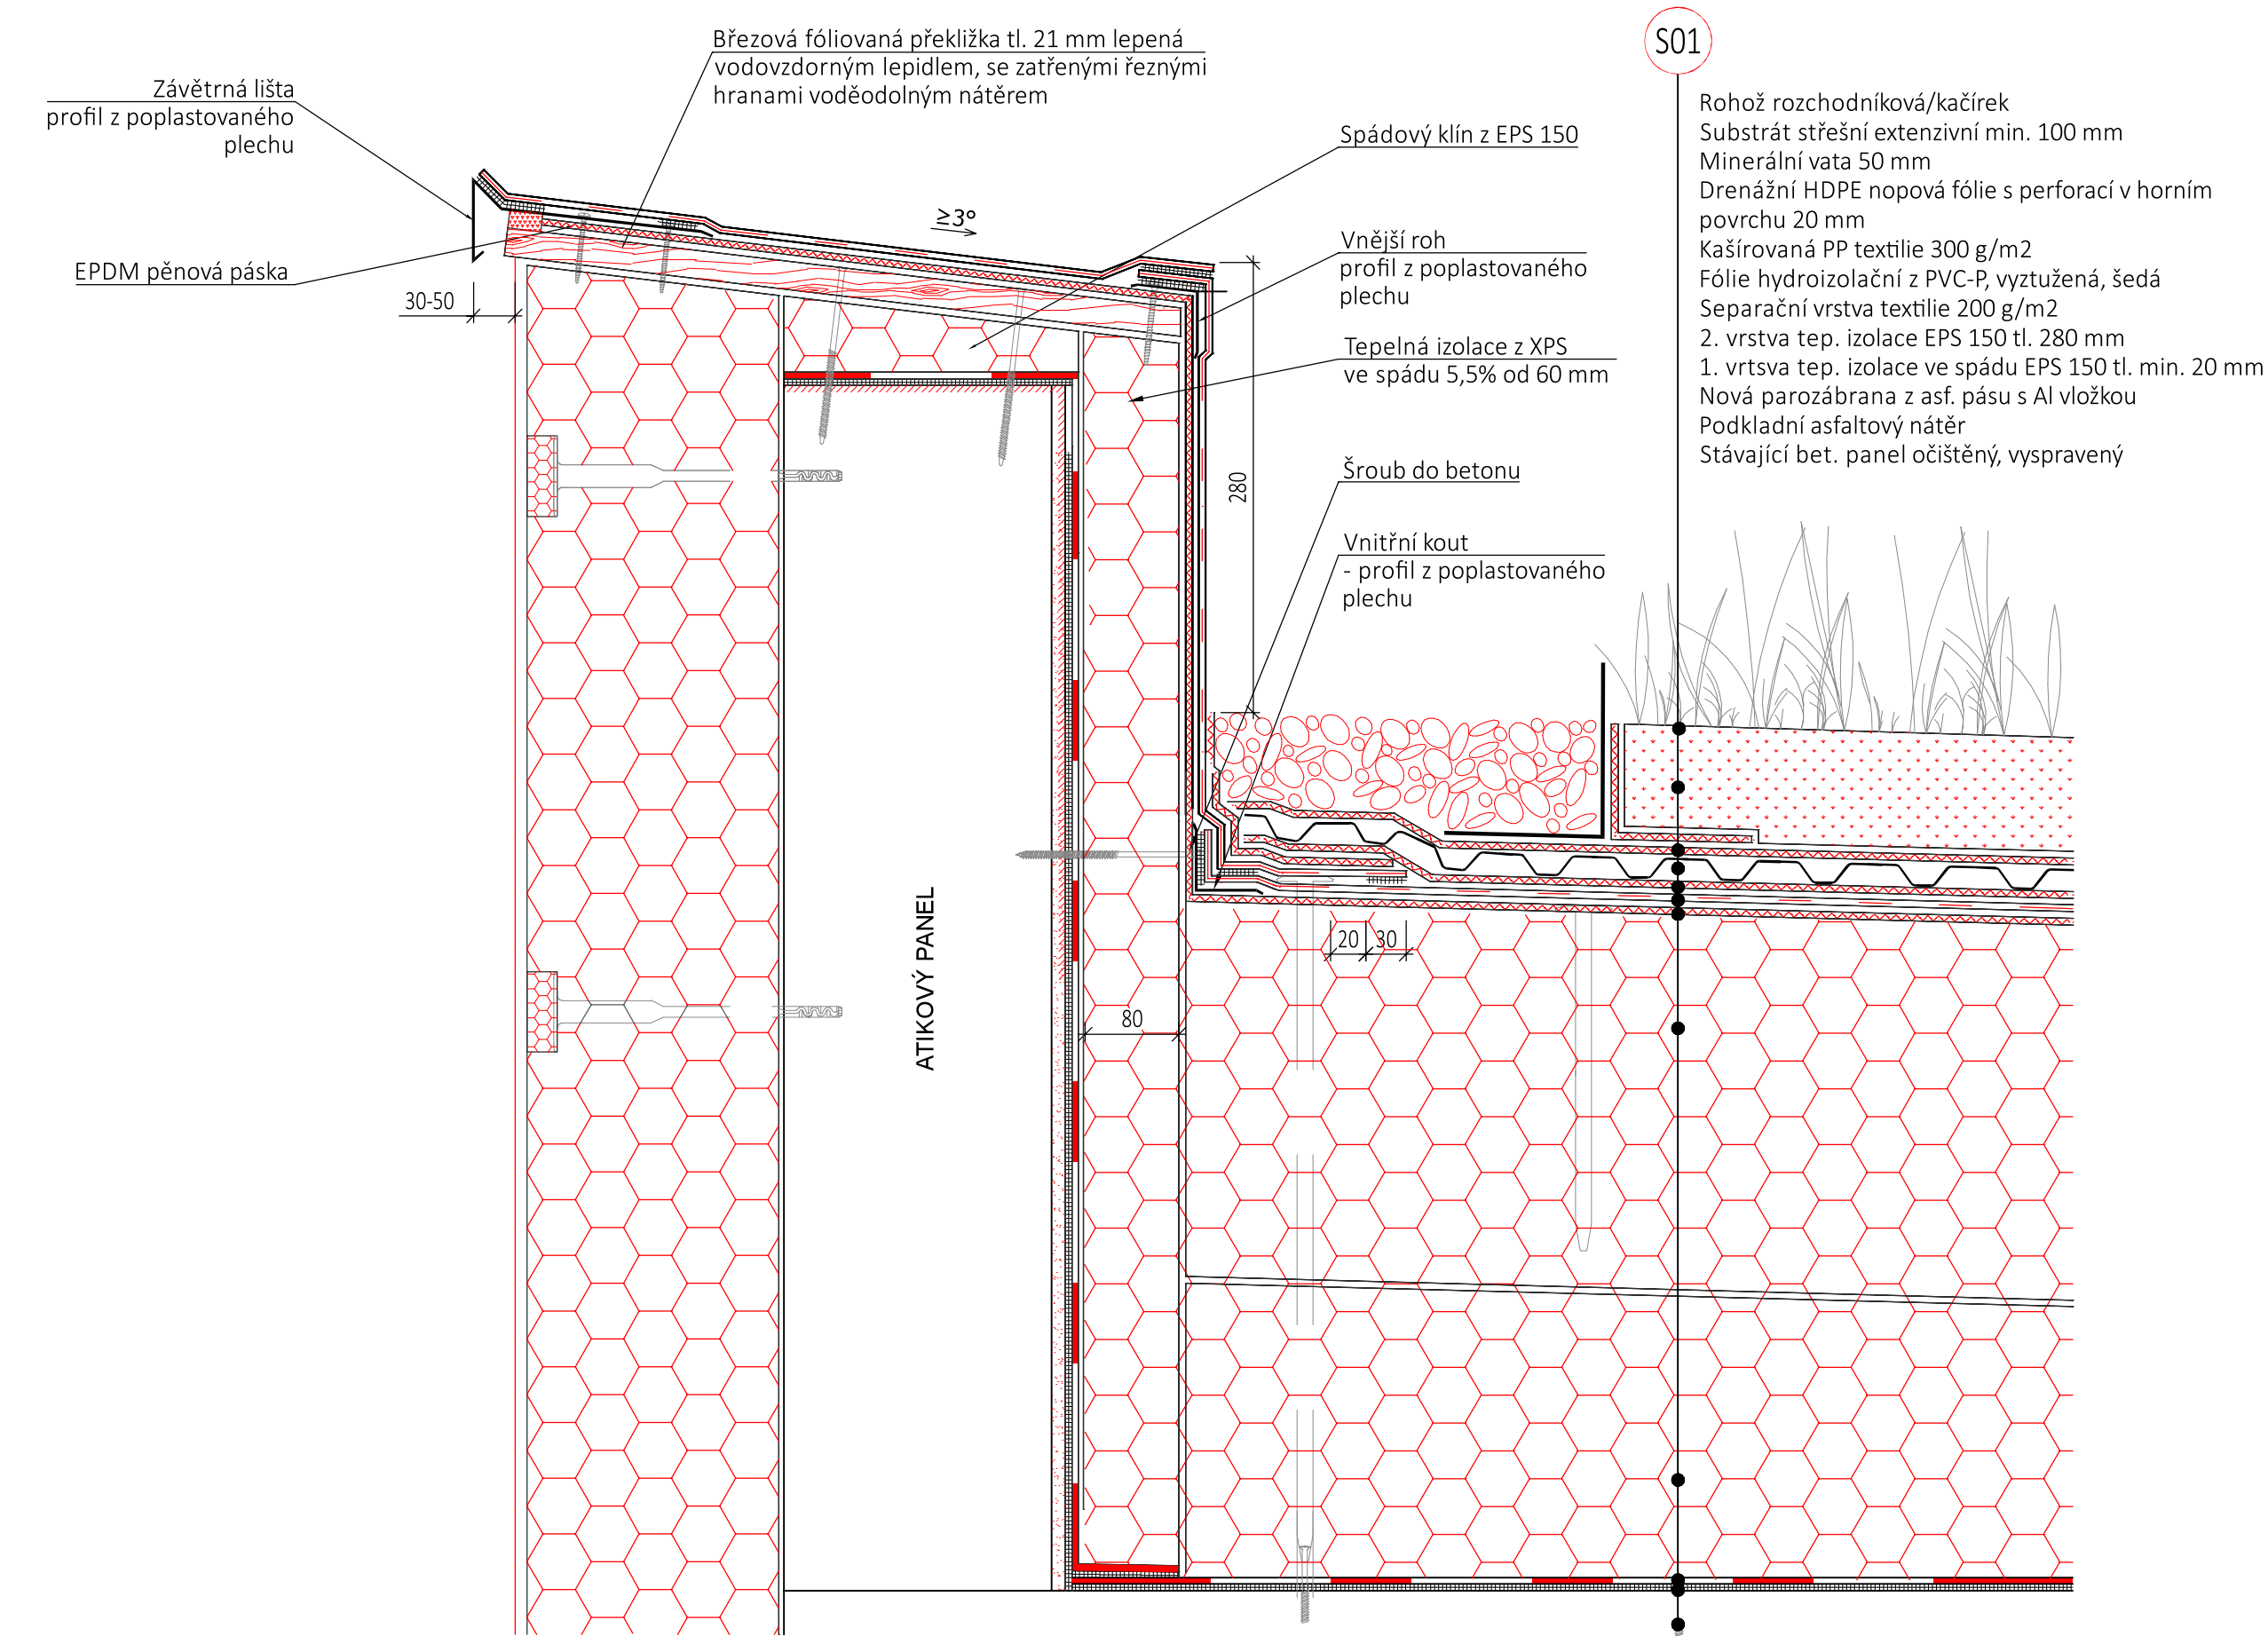 S01
Březová fóliovaná překližka tl. 21 mm lepená
vodovzdorným lepidlem, se zatřenými řeznými
hranami voděodolným nátěrem
Závětrná lišta
profil z poplastovaného
plechu
EPDM pěnová páska
30-50
≥3°
Spádový klín z EPS 150
Vnější roh
profil z poplastovaného
plechu
Tepelná izolace z XPS
ve spádu 5,5% od 60 mm
Šroub do betonu
Vnitřní kout
- profil z poplastovaného
plechu
280
Rohož rozchodníková/kačírek
Substrát střešní extenzivní min. 100 mm
Minerální vata 50 mm
Drenážní HDPE nopová fólie s perforací v horním
povrchu 20 mm
Kašírovaná PP textilie 300 g/m2
Fólie hydroizolační z PVC-P, vyztužená, šedá
Separační vrstva textilie 200 g/m2
2. vrstva tep. izolace EPS 150 tl. 280 mm
1. vrtsva tep. izolace ve spádu EPS 150 tl. min. 20 mm
Nová parozábrana z asf. pásu s Al vložkou
Podkladní asfaltový nátěr
Stávající bet. panel očištěný, vyspravený
ATIKOVÝ PANEL
20
30
80